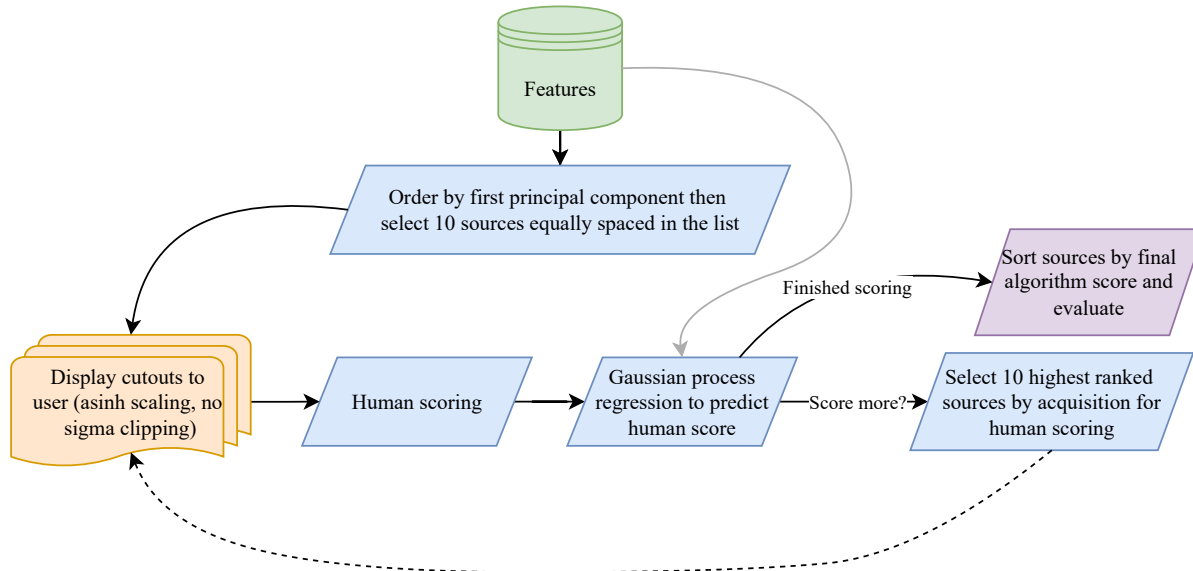 Features
Order by first principal component then
select 10 sources equally spaced in the list
Finished scoring
Sort sources by final
algorithm score and
evaluate
Display cutouts to
user (asinh scaling, no
sigma clipping)
Human scoring
Gaussian process
regression to predict
human score
Score more?
Select 10 highest ranked
sources by acquisition for
human scoring